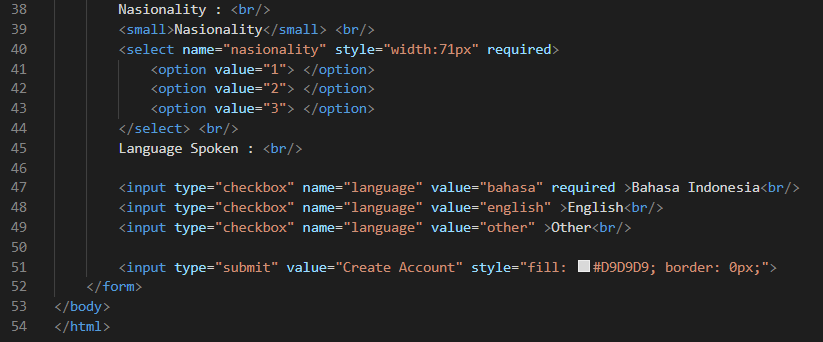 38 Nasionality : <br/>
39 <small>Nasionality</small> <br/>
40 <select name="nasionality" style="width:71px" required>
41 <option value="1"> </option>
42 <option value="2"> </option>
43 <option value="3"> </option>
44 </select> <br/>
45 Language Spoken : <br/>
46
47 <input type="checkbox" name="language" value="bahasa" required >Bahasa Indonesia<br/>
48 <input type="checkbox" name="language" value="english" >English<br/>
49 <input type="checkbox" name="language" value="other" >Other<br/>
50
51 <input type="submit" value="Create Account" style="fill: #D9D9D9; border: 0px;">
52 </form>
53 </body>
54 </html>